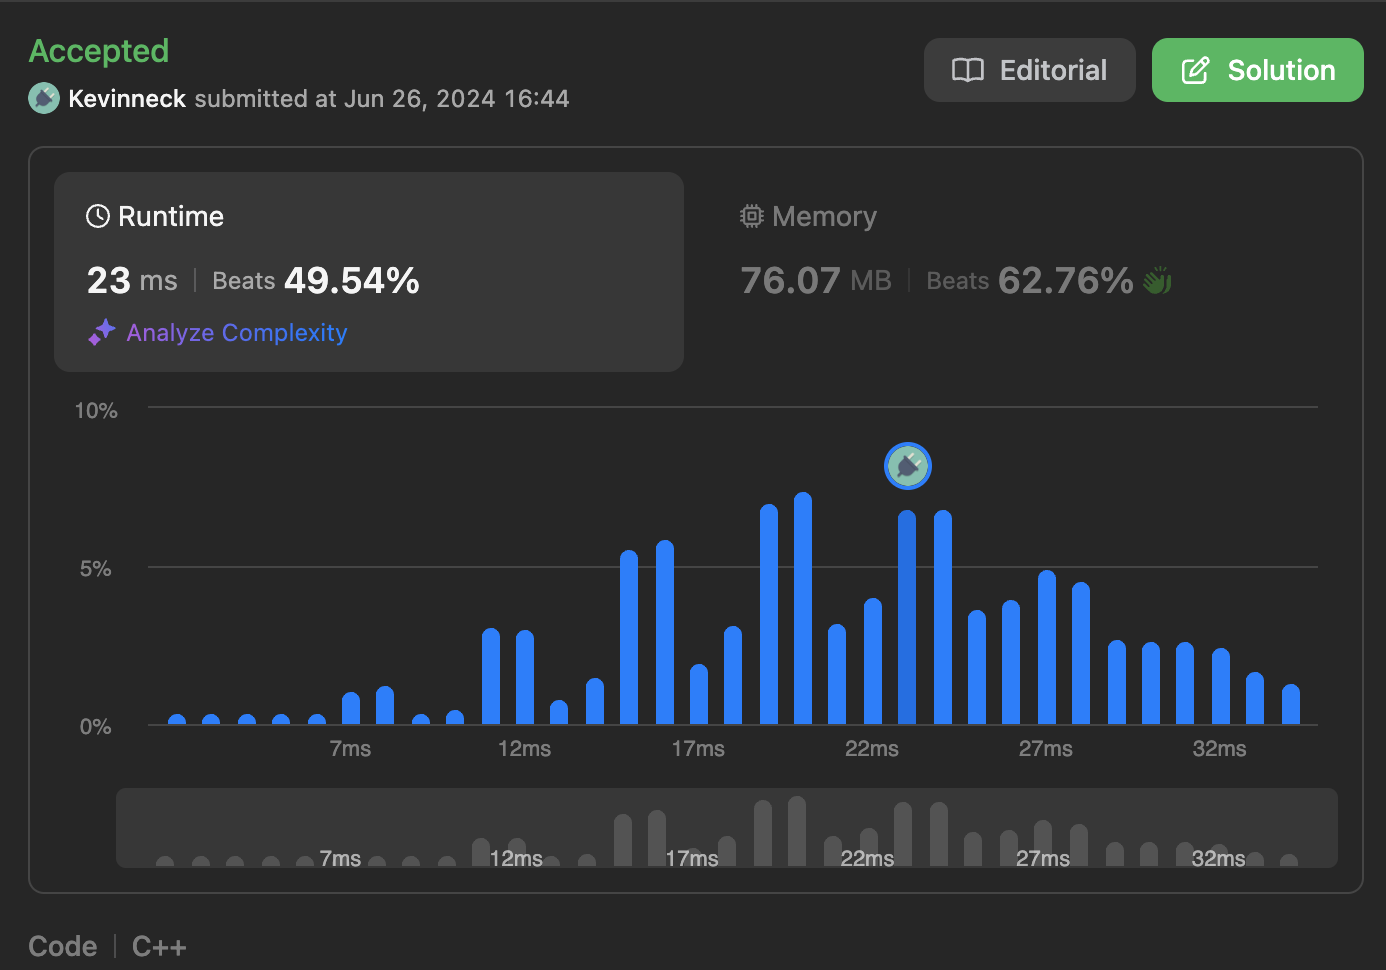 Accepted
Editorial
Solution
Kevinneck submitted at Jun 26, 2024 16:44
Runtime
23 ms | Beats 49.54%
Analyze Complexity
Memory
76.07 MB | Beats 62.76%
10%
5%
0%
7ms 12ms 17ms 22ms 27ms 32ms
7ms 12ms 17ms 22ms 27ms 32ms
Code | C++